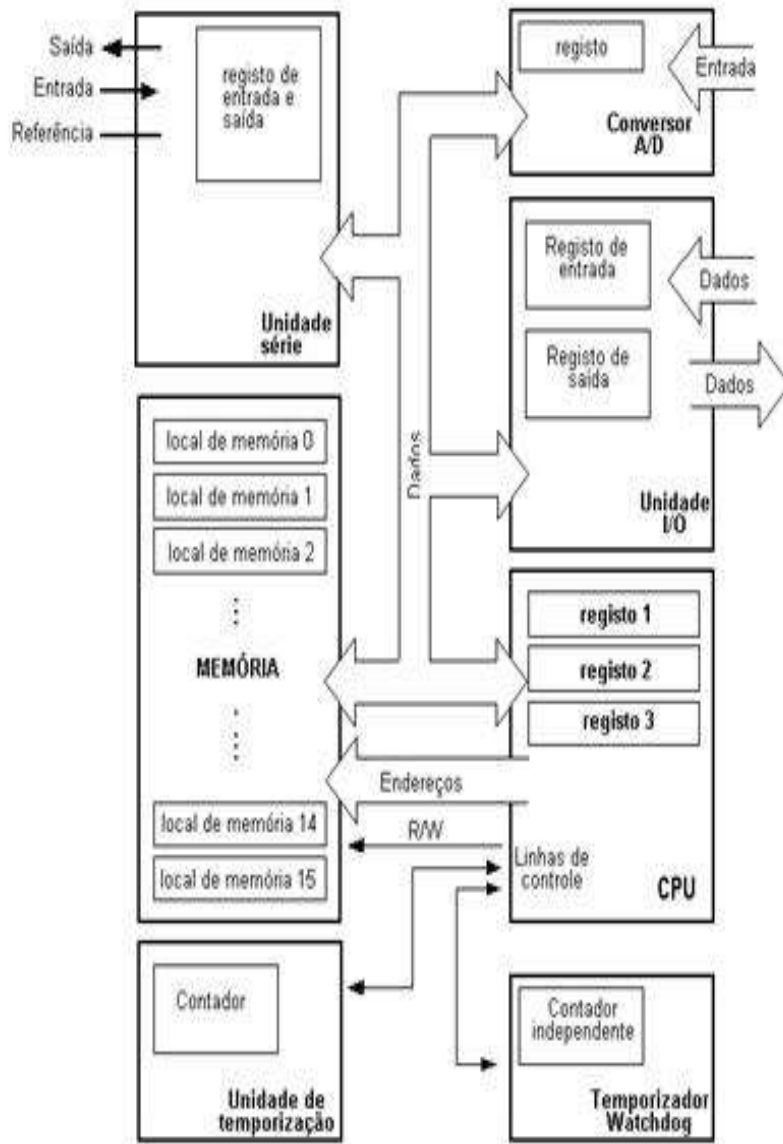 Saída
Entrada
Referência
registo de
entrada e
saída
Unidade
série
registo
Entrada
Conversor
A/D
Registo de
entrada
Dados
Registo de
saída
Dados
Unidade
I/O
Dados
local de memória 0
local de memória 1
local de memória 2
MEMÓRIA
local de memória 14
local de memória 15
registo 1
registo 2
registo 3
Endereços
R/W
Linhas de
controle
CPU
Contador
Unidade de
temporização
Contador
independente
Temporizador
Watchdog